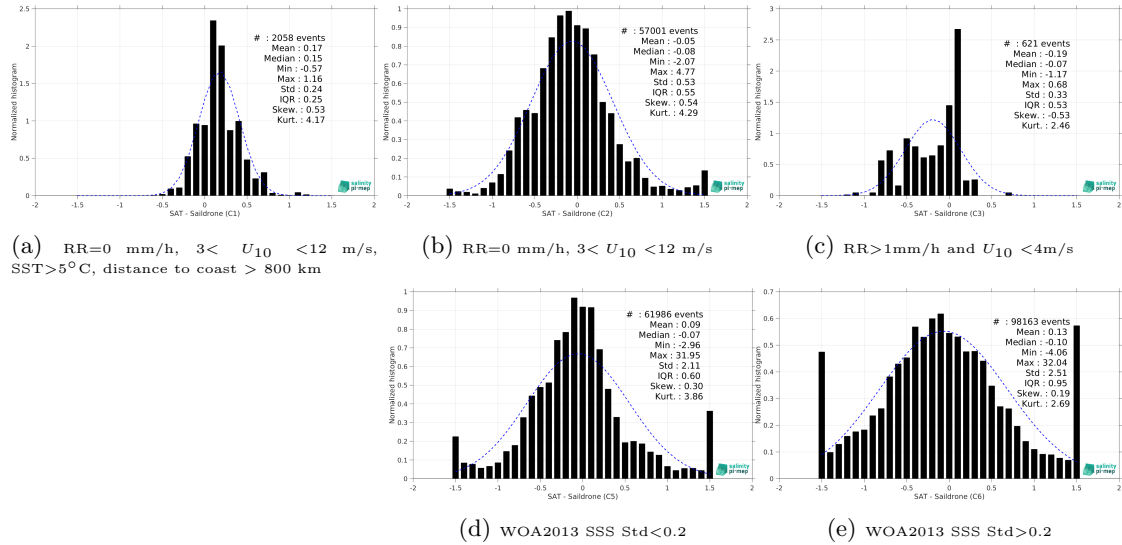 2.5
2
1.5
1
0.5
0
Normalized histogram
# : 2058 events
Mean : 0.17
Median : 0.15
Min : -0.57
Max : 1.16
Std : 0.24
IQR : 0.25
Skew. : 0.53
Kurt. : 4.17
salinity
pi-mep
-2 -1.5 -1 -0.5 0 0.5 1 1.5 2
SAT - Saildrone (C1)
(a) RR=0 mm/h, 3< U10 <12 m/s,
SST>5°C, distance to coast > 800 km
1
0.9
0.8
0.7
0.6
0.5
0.4
0.3
0.2
0.1
0
Normalized histogram
# : 57001 events
Mean : -0.05
Median : -0.08
Min : -2.07
Max : 4.77
Std : 0.53
IQR : 0.55
Skew. : 0.54
Kurt. : 4.29
salinity
pi-mep
-2 -1.5 -1 -0.5 0 0.5 1 1.5 2
SAT - Saildrone (C2)
(b) RR=0 mm/h, 3< U10 <12 m/s
3
2.5
2
1.5
1
0.5
0
Normalized histogram
# : 621 events
Mean : -0.19
Median : -0.07
Min : -1.17
Max : 0.68
Std : 0.33
IQR : 0.53
Skew. : -0.53
Kurt. : 2.46
salinity
pi-mep
-2 -1.5 -1 -0.5 0 0.5 1 1.5 2
SAT - Saildrone (C3)
(c) RR>1mm/h and U10 <4m/s
1
0.9
0.8
0.7
0.6
0.5
0.4
0.3
0.2
0.1
0
Normalized histogram
# : 61986 events
Mean : 0.09
Median : -0.07
Min : -2.96
Max : 31.95
Std : 2.11
IQR : 0.60
Skew. : 0.30
Kurt. : 3.86
salinity
pi-mep
-2 -1.5 -1 -0.5 0 0.5 1 1.5 2
SAT - Saildrone (C5)
(d) WOA2013 SSS Std<0.2
0.7
0.6
0.5
0.4
0.3
0.2
0.1
0
Normalized histogram
# : 98163 events
Mean : 0.13
Median : -0.10
Min : -4.06
Max : 32.04
Std : 2.51
IQR : 0.95
Skew. : 0.19
Kurt. : 2.69
salinity
pi-mep
-2 -1.5 -1 -0.5 0 0.5 1 1.5 2
SAT - Saildrone (C6)
(e) WOA2013 SSS Std>0.2